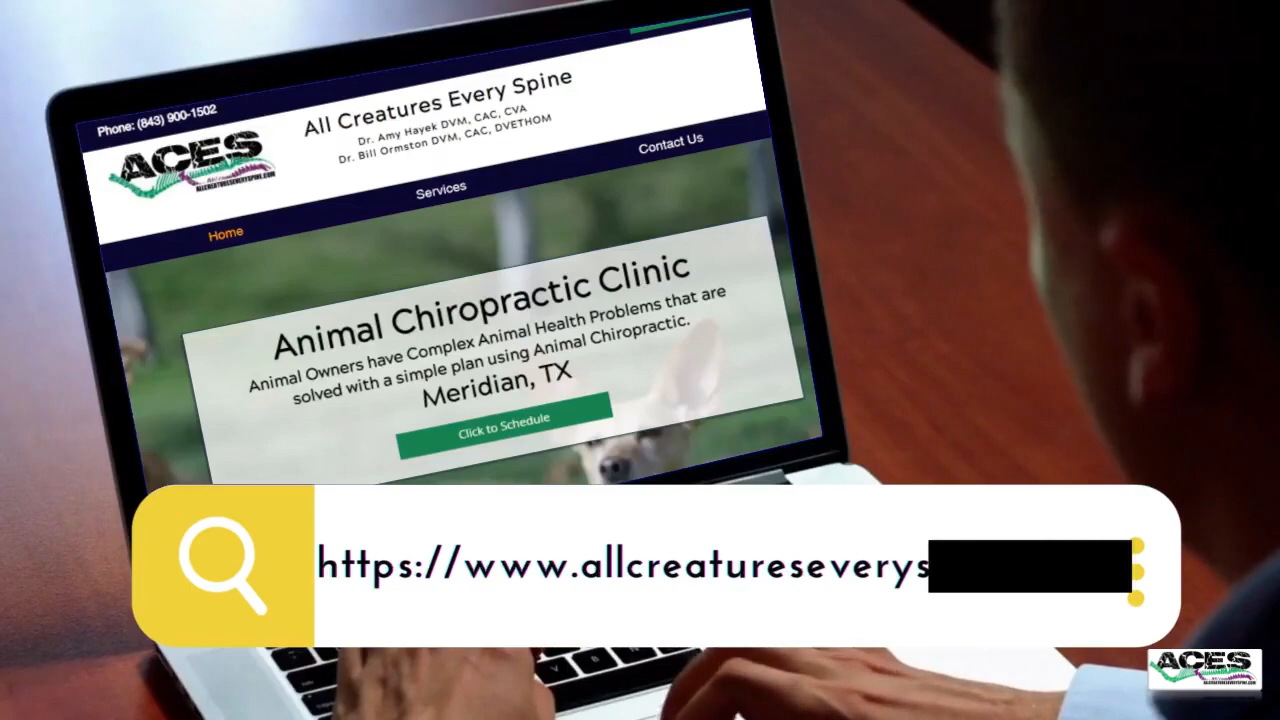 Phone: (843) 900-1502
ACES
ALLCREATURESEVERYSPINE.COM
All Creatures Every Spine
Dr. Amy Hayek DVM, CAC, CVA
Dr. Bill Ormston DVM, CAC, DVETHOM
Home
Services
Contact Us
Animal Chiropractic Clinic
Animal Owners have Complex Animal Health Problems that are
solved with a simple plan using Animal Chiropractic.
Meridian, TX
Click to Schedule
https://www.allcreatureseverys
ACES
ALLCREATURESEVERYSPINE.COM